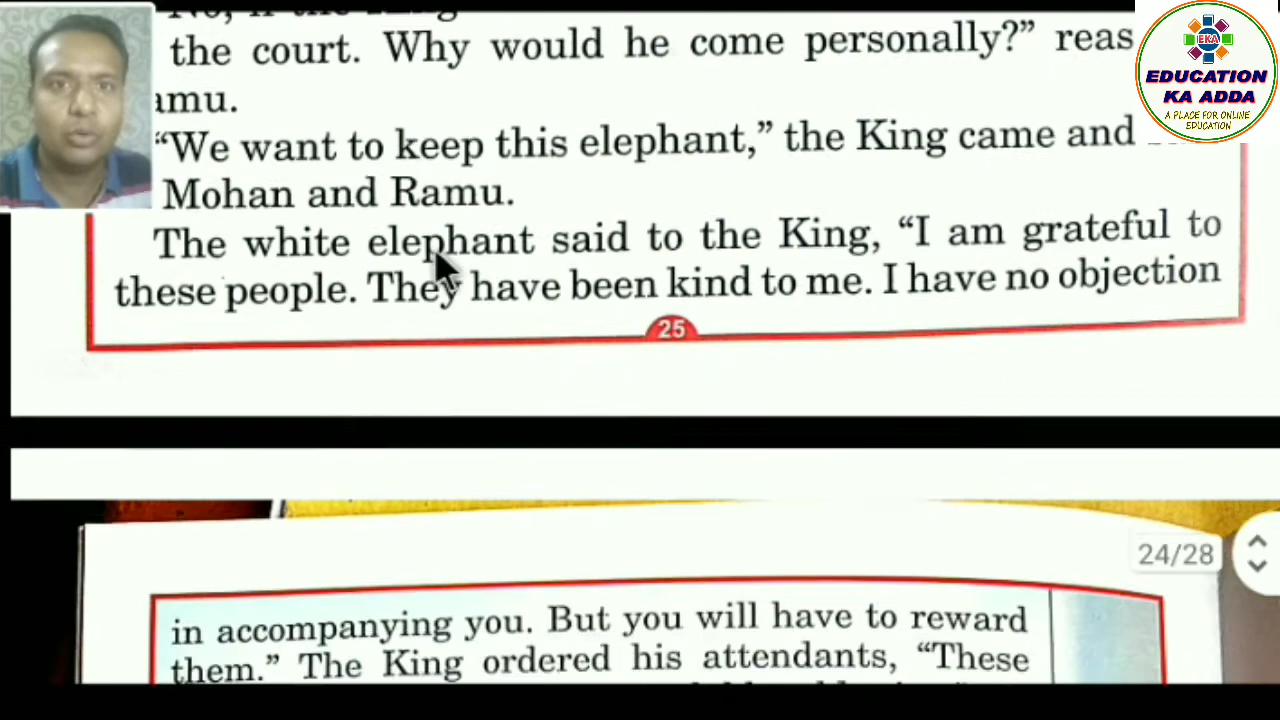 the court. Why would he come personally?” reas
amu.
“We want to keep this elephant,” the King came and
Mohan and Ramu.
The white elephant said to the King, “I am grateful to
these people. They have been kind to me. I have no objection
25
in accompanying you. But you will have to reward
them.” The King ordered his attendants, “These
24/28
EKA
EDUCATION
KA ADDA
A PLACE FOR ONLINE
EDUCATION